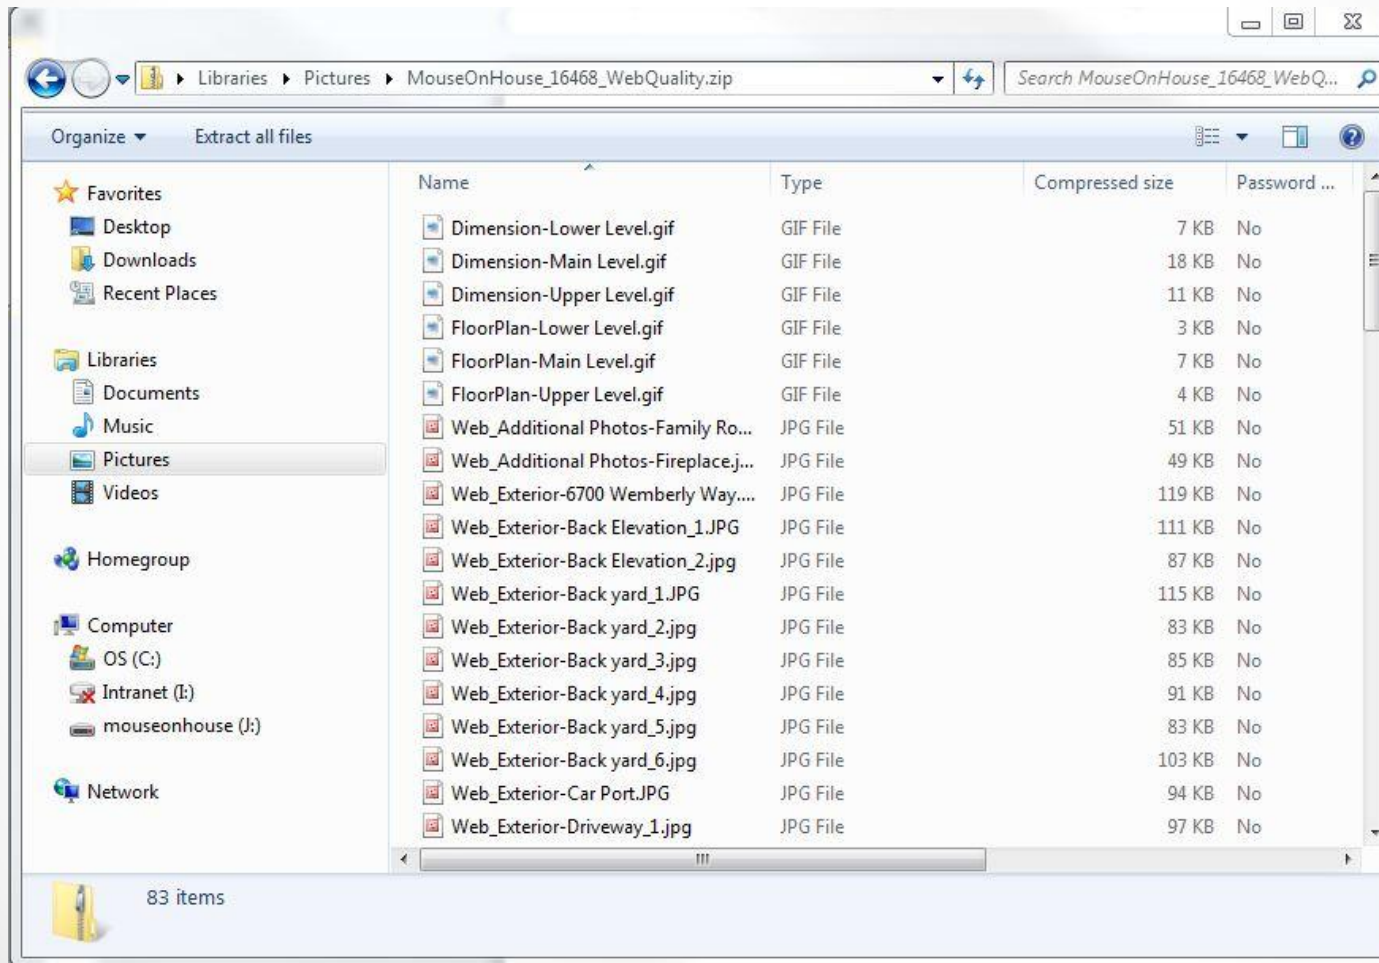 Libraries Pictures MouseOnHouse_16468_WebQuality.zip Search MouseOnHouse_16468_WebQ...
Organize Extract all files
Favorites
Desktop
Downloads
Recent Places
Libraries
Documents
Music
Pictures
Videos
Homegroup
Computer
OS (C:)
Intranet (I:)
mouseonhouse (J:)
Network
Name Type Compressed size Password ...
Dimension-Lower Level.gif GIF File 7 KB No
Dimension-Main Level.gif GIF File 18 KB No
Dimension-Upper Level.gif GIF File 11 KB No
FloorPlan-Lower Level.gif GIF File 3 KB No
FloorPlan-Main Level.gif GIF File 7 KB No
FloorPlan-Upper Level.gif GIF File 4 KB No
Web_Additional Photos-Family Ro... JPG File 51 KB No
Web_Additional Photos-Fireplace.j... JPG File 49 KB No
Web_Exterior-6700 Wemberly Way.... JPG File 119 KB No
Web_Exterior-Back Elevation_1.JPG JPG File 111 KB No
Web_Exterior-Back Elevation_2.jpg JPG File 87 KB No
Web_Exterior-Back yard_1.JPG JPG File 115 KB No
Web_Exterior-Back yard_2.jpg JPG File 83 KB No
Web_Exterior-Back yard_3.jpg JPG File 85 KB No
Web_Exterior-Back yard_4.jpg JPG File 91 KB No
Web_Exterior-Back yard_5.jpg JPG File 83 KB No
Web_Exterior-Back yard_6.jpg JPG File 103 KB No
Web_Exterior-Car Port.JPG JPG File 94 KB No
Web_Exterior-Driveway_1.jpg JPG File 97 KB No
83 items